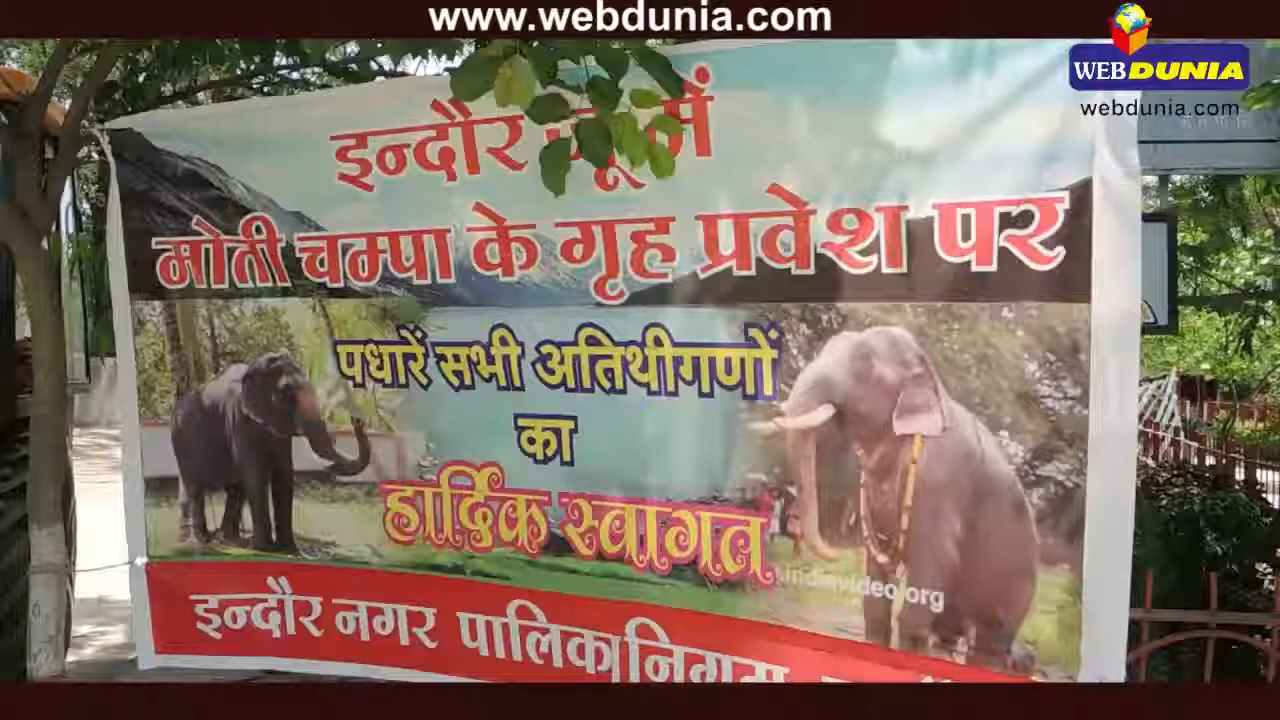 www.webdunia.com
WEBDUNIA
webdunia.com
इन्दौर में
मोती चम्पा के गृह प्रवेश पर
पधारें सभी अतिथीगणों
का
हार्दिक स्वागत
indiavideo.org
इन्दौर नगर पालिकानिगम